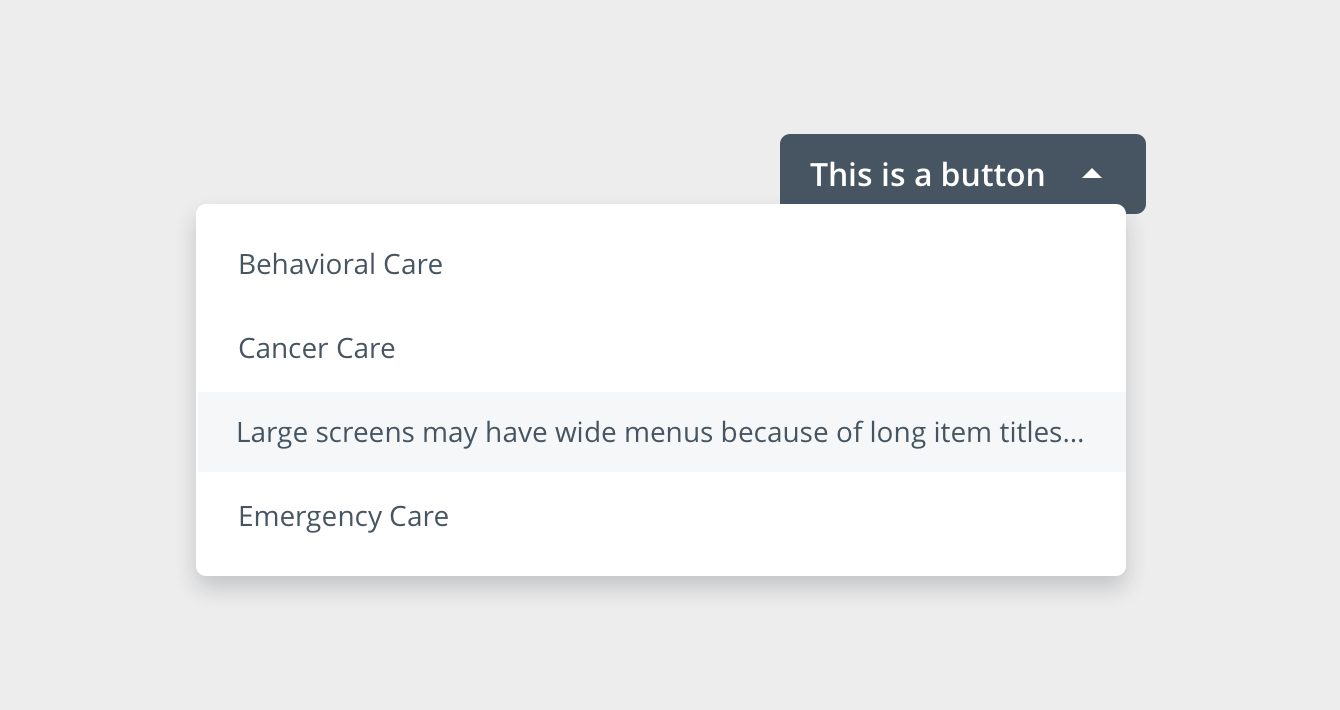 This is a button
Behavioral Care
Cancer Care
Large screens may have wide menus because of long item titles...
Emergency Care